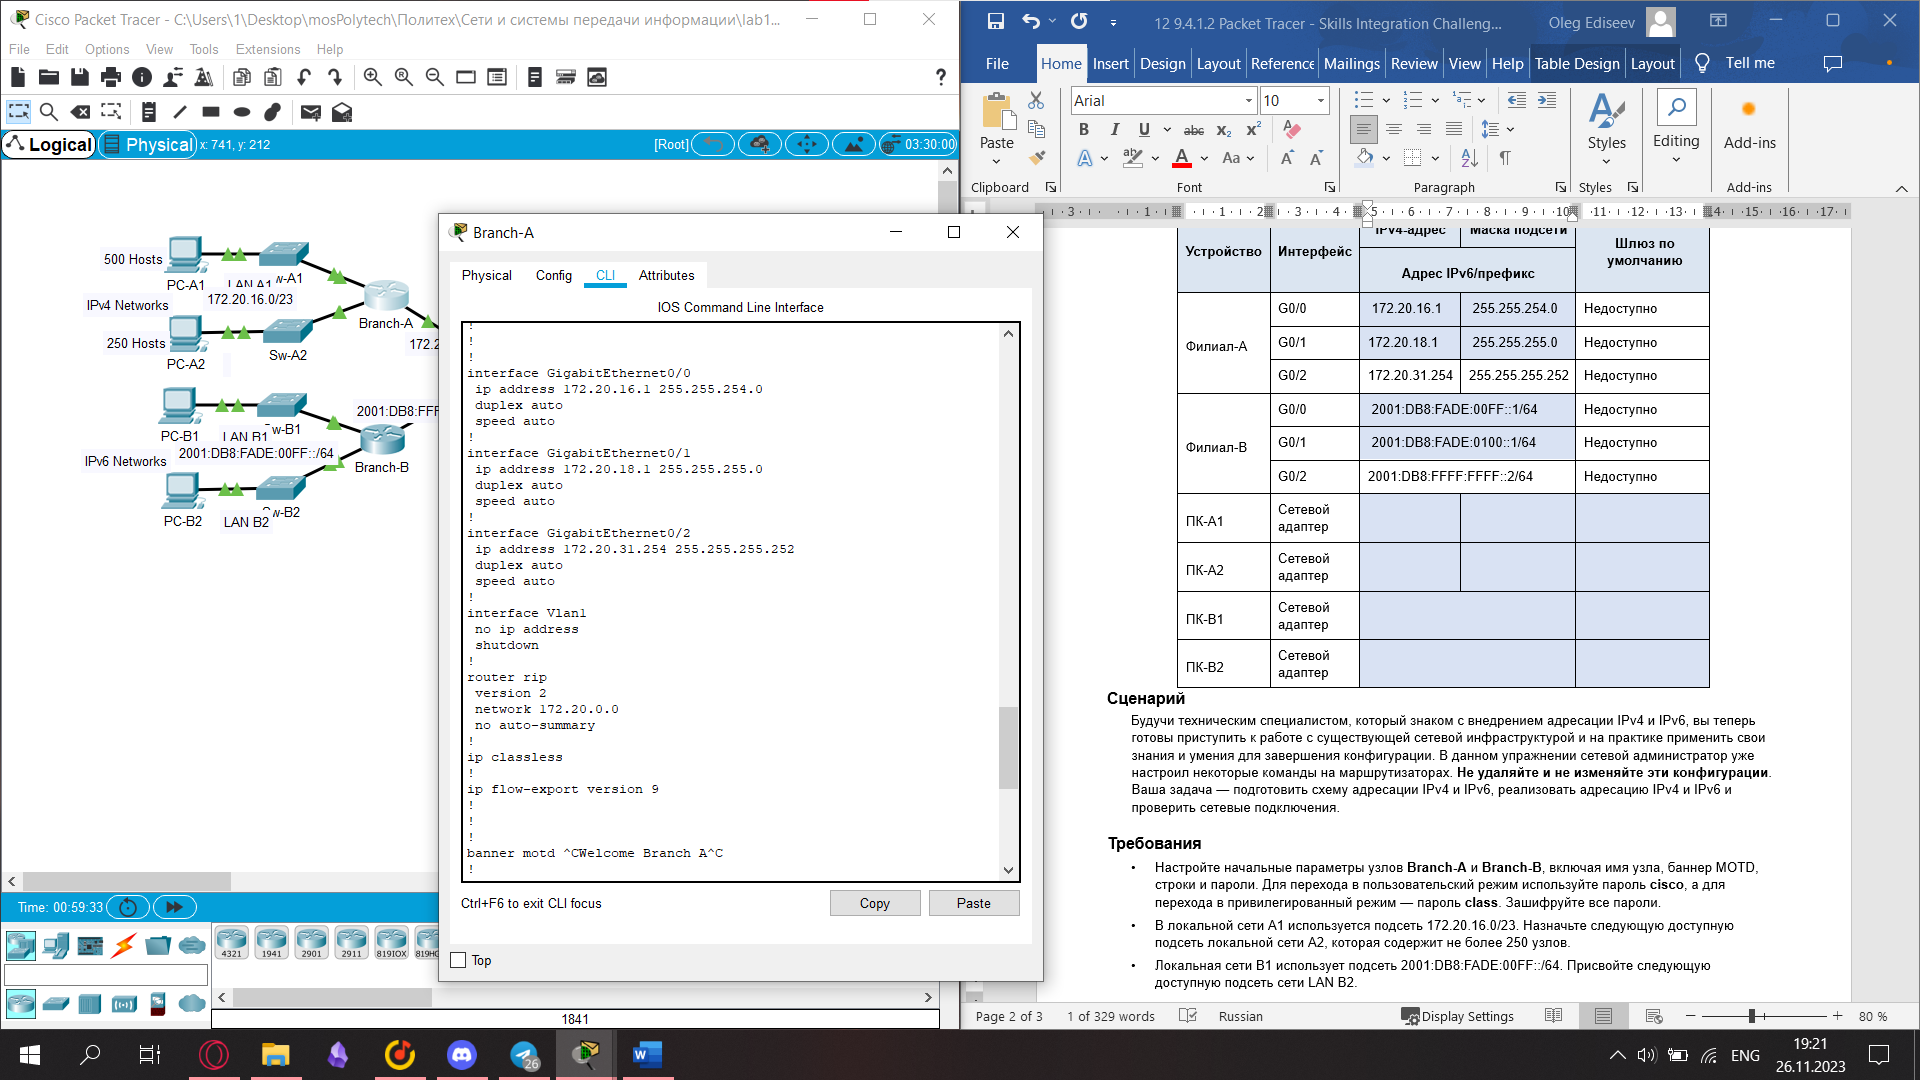 Cisco Packet Tracer - C:\Users\1\Desktop\mosPolytech\Политех\Сети и системы передачи информации\lab1...
File Edit Options View Tools Extensions Help
Logical Physical x: 741, y: 212 [Root] 03:30:00
500 Hosts
PC-A1
LAN A1
w-A1
172.20.16.0/23
IPv4 Networks
Branch-A
250 Hosts
PC-A2
Sw-A2
172.2
2001:DB8:FFF
PC-B1
LAN B1
w-B1
2001:DB8:FADE:00FF::/64
IPv6 Networks
Branch-B
PC-B2
LAN B2
w-B2
Time: 00:59:33
4321 1941 2901 2911 819IOX 819HG
1841
Branch-A
Physical Config CLI Attributes
IOS Command Line Interface
!
!
!
interface GigabitEthernet0/0
ip address 172.20.16.1 255.255.254.0
duplex auto
speed auto
!
interface GigabitEthernet0/1
ip address 172.20.18.1 255.255.255.0
duplex auto
speed auto
!
interface GigabitEthernet0/2
ip address 172.20.31.254 255.255.255.252
duplex auto
speed auto
!
interface Vlan1
no ip address
shutdown
!
router rip
version 2
network 172.20.0.0
no auto-summary
!
ip classless
!
ip flow-export version 9
!
!
!
banner motd ^CWelcome Branch A^C
!
Ctrl+F6 to exit CLI focus Copy Paste
Top
12 9.4.1.2 Packet Tracer - Skills Integration Challeng... Oleg Ediseev
File Home Insert Design Layout Reference Mailings Review View Help Table Design Layout Tell me
Arial 10
Paste
Styles
Editing
Add-ins
Clipboard Font Paragraph Styles Add-ins
3 1 1 2 3 4 5 6 7 8 9 10 11 12 13 14 15 16 17
Устройство Интерфейс IPv4-адрес Маска подсети Шлюз по умолчанию
Адрес IPv6/префикс
Филиал-A
G0/0 172.20.16.1 255.255.254.0 Недоступно
G0/1 172.20.18.1 255.255.255.0 Недоступно
G0/2 172.20.31.254 255.255.255.252 Недоступно
Филиал-B
G0/0 2001:DB8:FADE:00FF::1/64 Недоступно
G0/1 2001:DB8:FADE:0100::1/64 Недоступно
G0/2 2001:DB8:FFFF:FFFF::2/64 Недоступно
ПК-A1 Сетевой адаптер
ПК-A2 Сетевой адаптер
ПК-B1 Сетевой адаптер
ПК-B2 Сетевой адаптер
Сценарий
Будучи техническим специалистом, который знаком с внедрением адресации IPv4 и IPv6, вы теперь
готовы приступить к работе с существующей сетевой инфраструктурой и на практике применить свои
знания и умения для завершения конфигурации. В данном упражнении сетевой администратор уже
настроил некоторые команды на маршрутизаторах. Не удаляйте и не изменяйте эти конфигурации.
Ваша задача — подготовить схему адресации IPv4 и IPv6, реализовать адресацию IPv4 и IPv6 и
проверить сетевые подключения.
Требования
• Настройте начальные параметры узлов Branch-A и Branch-B, включая имя узла, баннер MOTD,
строки и пароли. Для перехода в пользовательский режим используйте пароль cisco, а для
перехода в привилегированный режим — пароль class. Зашифруйте все пароли.
• В локальной сети A1 используется подсеть 172.20.16.0/23. Назначьте следующую доступную
подсеть локальной сети A2, которая содержит не более 250 узлов.
• Локальная сети B1 использует подсеть 2001:DB8:FADE:00FF::/64. Присвойте следующую
доступную подсеть сети LAN B2.
Page 2 of 3 1 of 329 words Russian Display Settings 80 %
26
ENG
19:21
26.11.2023